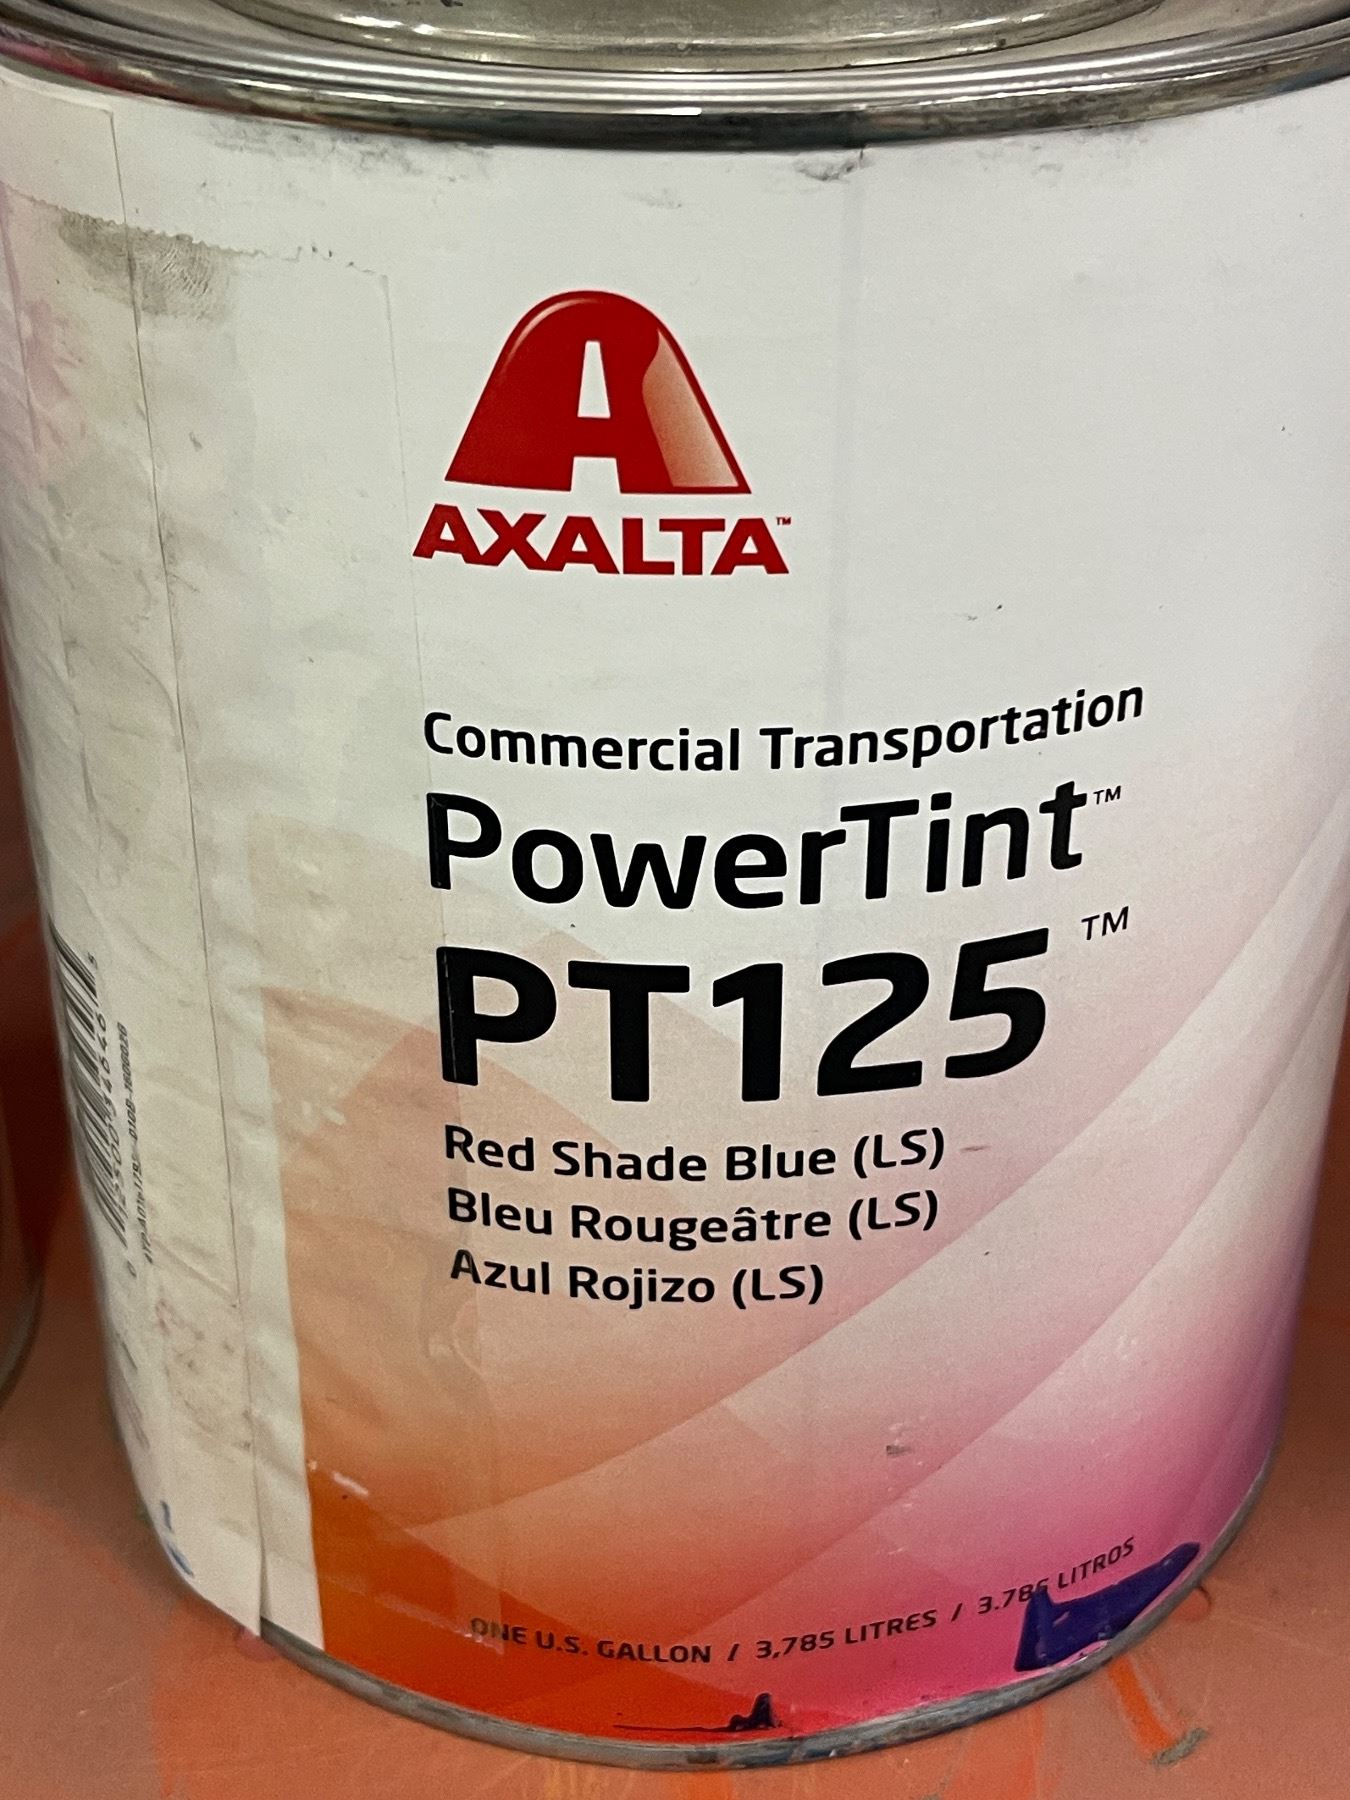 A
AXALTA™
Commercial Transportation
PowerTint™
PT125™
Red Shade Blue (LS)
Bleu Rougeâtre (LS)
Azul Rojizo (LS)
ONE U.S. GALLON / 3,785 LITRES / 3.785 LITROS